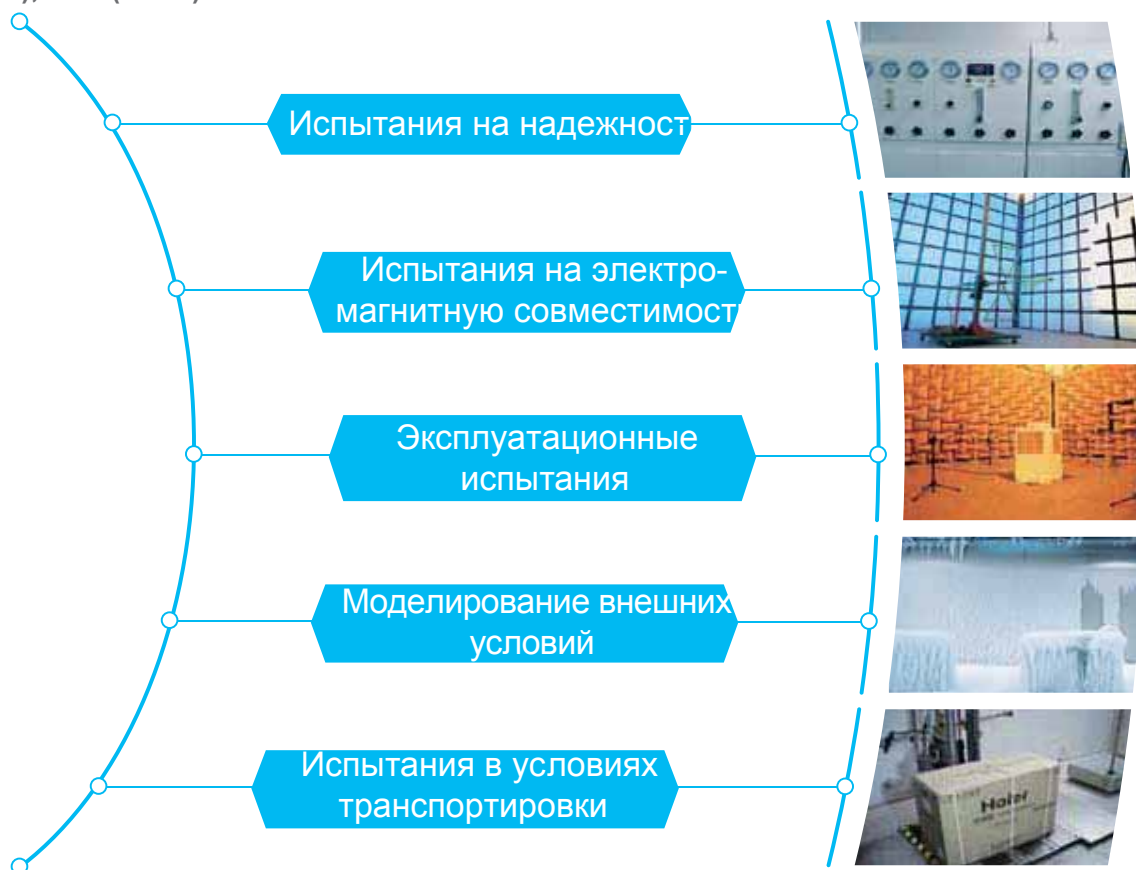 Испытания на надежност
Испытания на электро-
магнитную совместимост
Эксплуатационные
испытания
Моделирование внешних
условий
Испытания в условиях
транспортировки
Haier